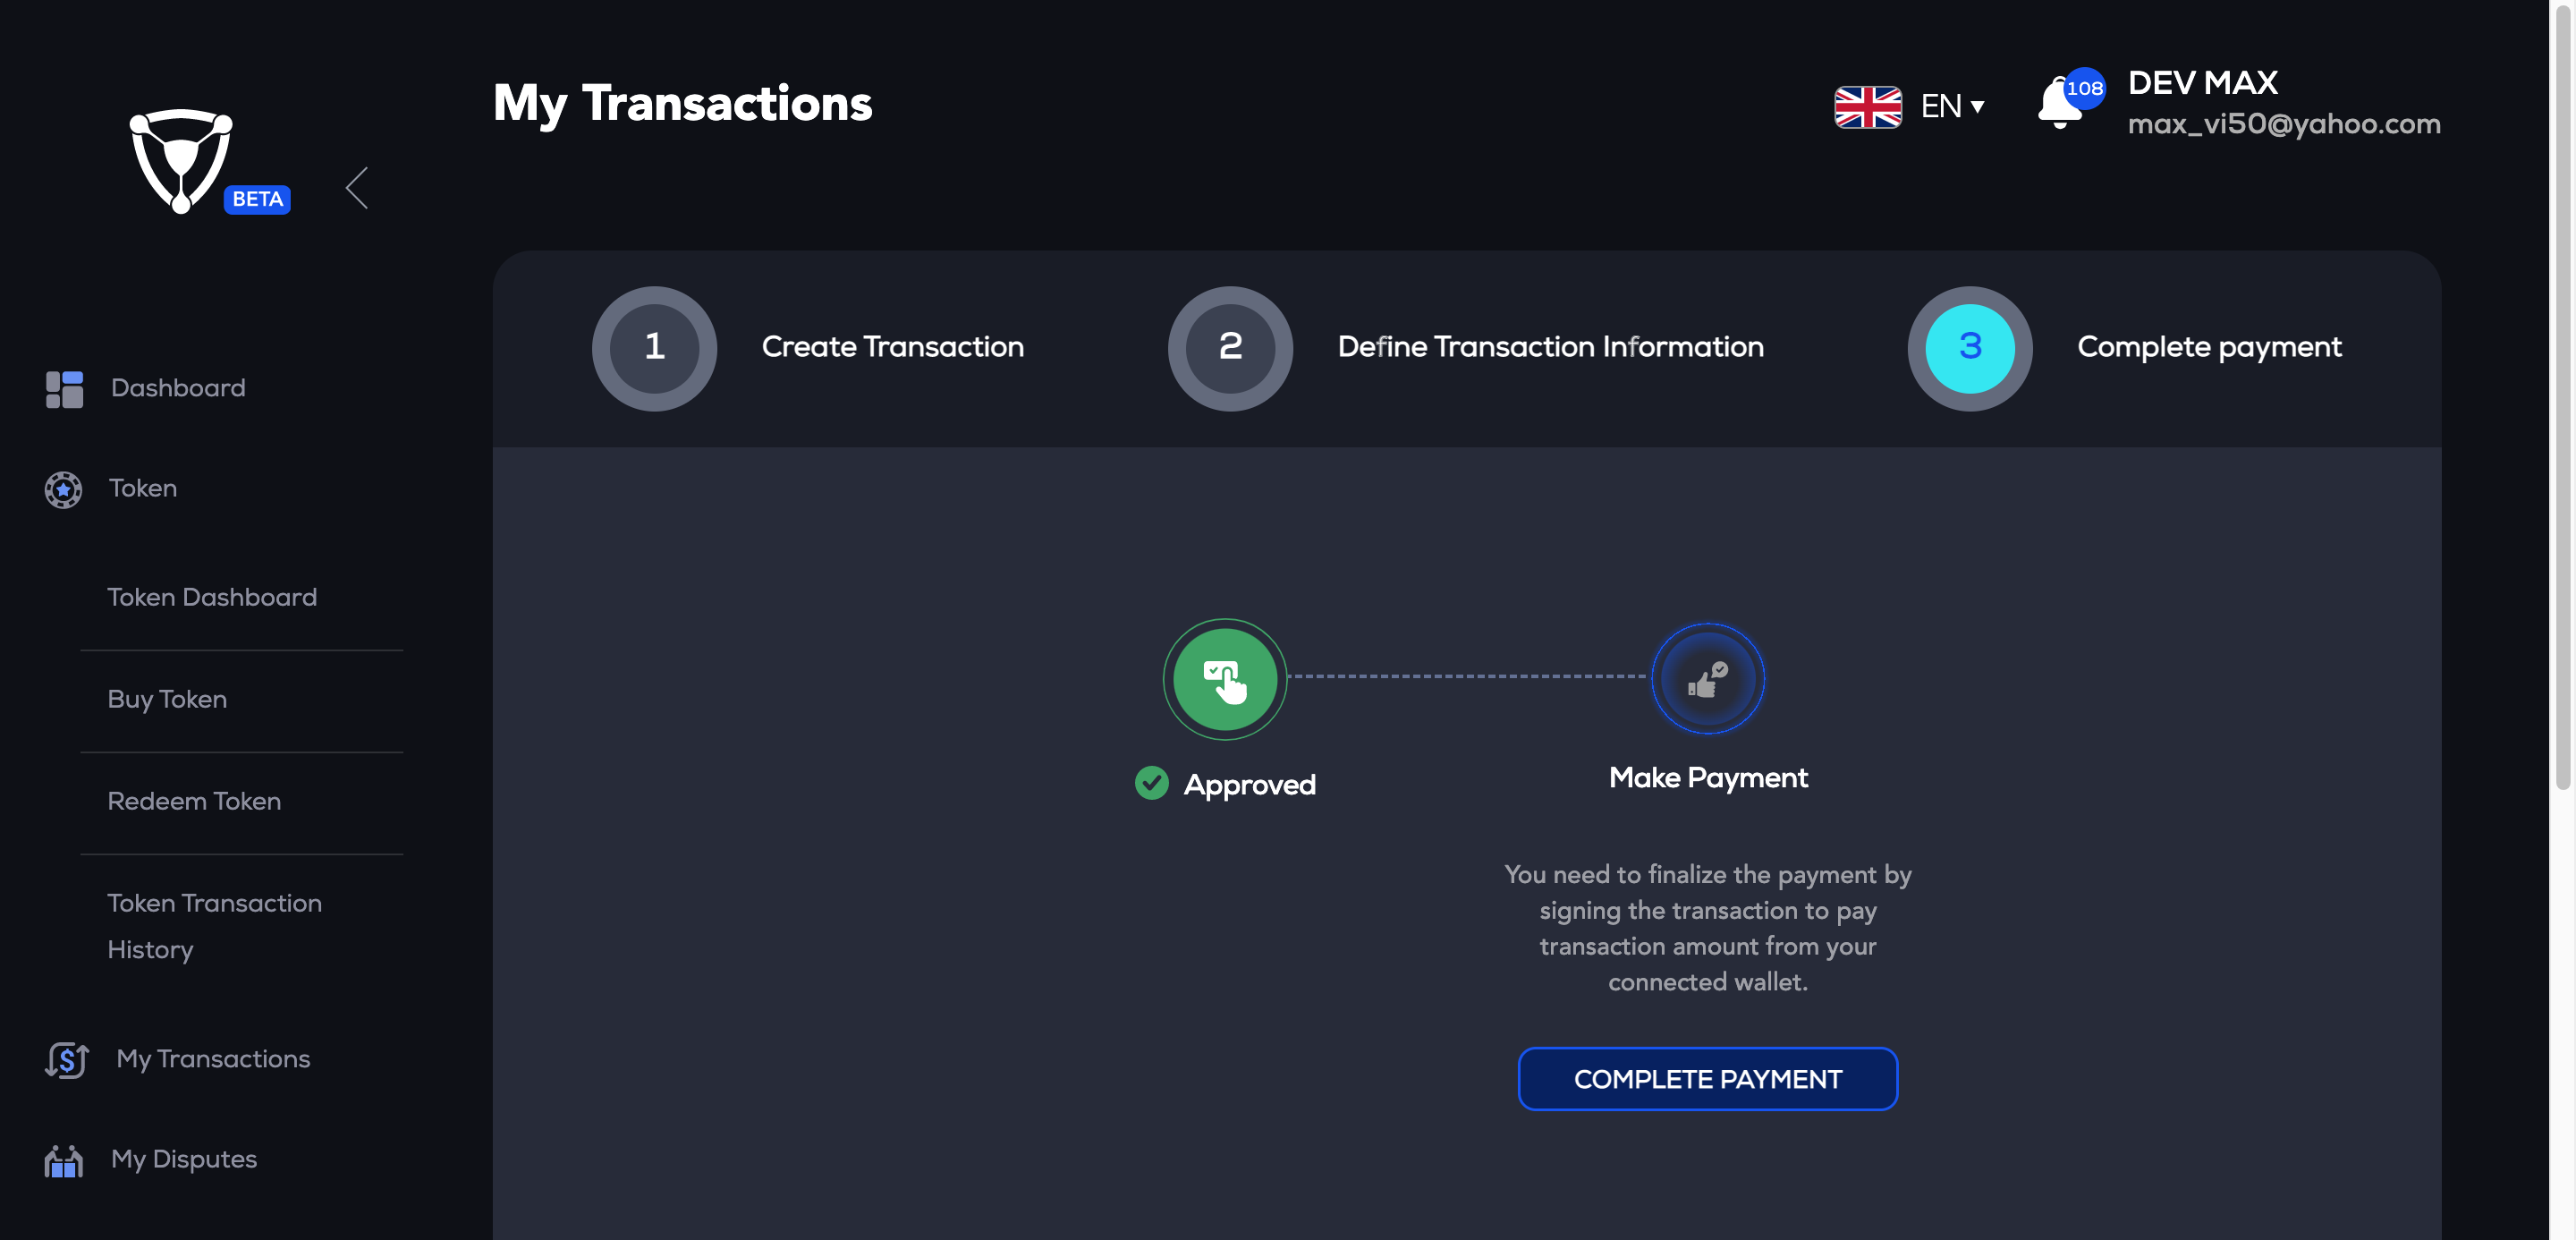 My Transactions
EN
108
DEV MAX
max_vi50@yahoo.com
BETA
1
Create Transaction
2
Define Transaction Information
3
Complete payment
Dashboard
Token
Token Dashboard
Buy Token
Redeem Token
Token Transaction
History
My Transactions
My Disputes
Approved
Make Payment
You need to finalize the payment by
signing the transaction to pay
transaction amount from your
connected wallet.
COMPLETE PAYMENT